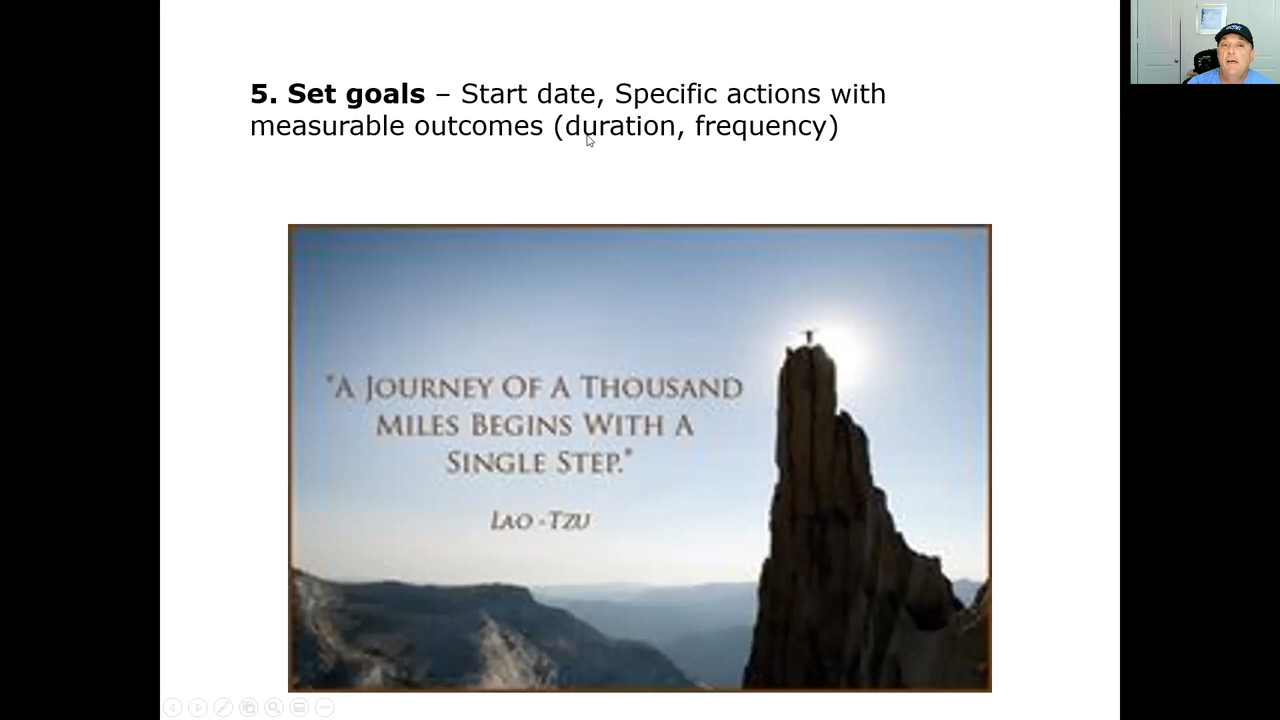 5. Set goals – Start date, Specific actions with
measurable outcomes (duration, frequency)
"A Journey Of A Thousand
Miles Begins With A
Single Step."
Lao -Tzu